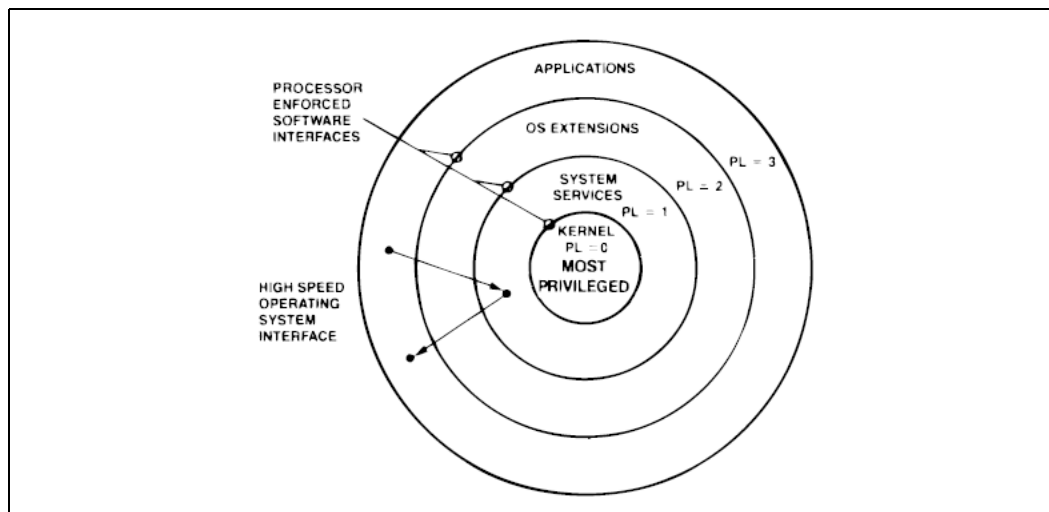 APPLICATIONS
PROCESSOR
ENFORCED
SOFTWARE
INTERFACES
OS EXTENSIONS
PL = 3
SYSTEM
SERVICES
PL = 2
PL = 1
KERNEL
PL = 0
MOST
PRIVILEGED
HIGH SPEED
OPERATING
SYSTEM
INTERFACE